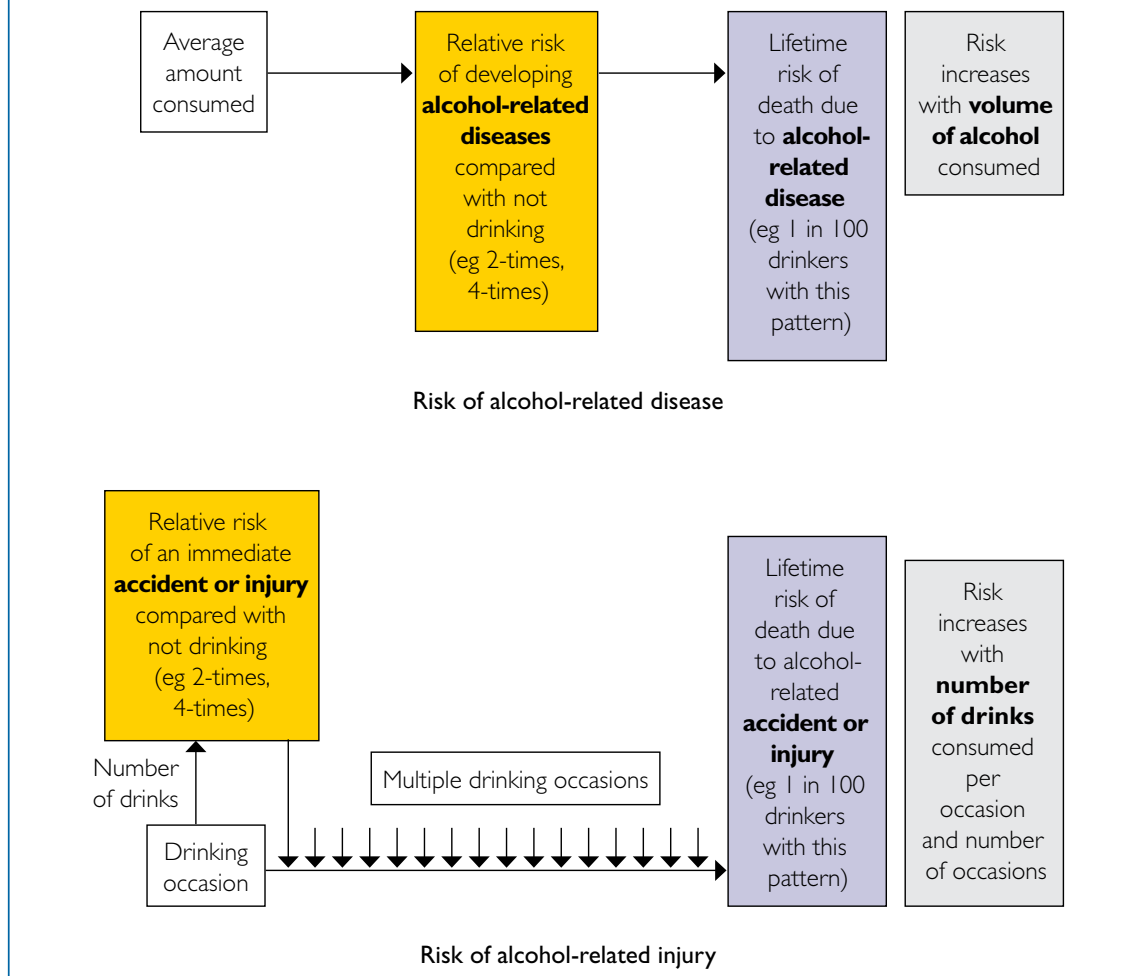 Average
amount
consumed
Relative risk
of developing
alcohol-related
diseases
compared
with not
drinking
(eg 2-times,
4-times)
Lifetime
risk of
death due
to alcohol-
related
disease
(eg 1 in 100
drinkers
with this
pattern)
Risk
increases
with volume
of alcohol
consumed
Risk of alcohol-related disease
Relative risk
of an immediate
accident or injury
compared with
not drinking
(eg 2-times,
4-times)
Number
of drinks
Drinking
occasion
Multiple drinking occasions
Lifetime
risk of
death due
to alcohol-
related
accident or
injury
(eg 1 in 100
drinkers
with this
pattern)
Risk
increases
with
number
of drinks
consumed
per
occasion
and number
of occasions
Risk of alcohol-related injury